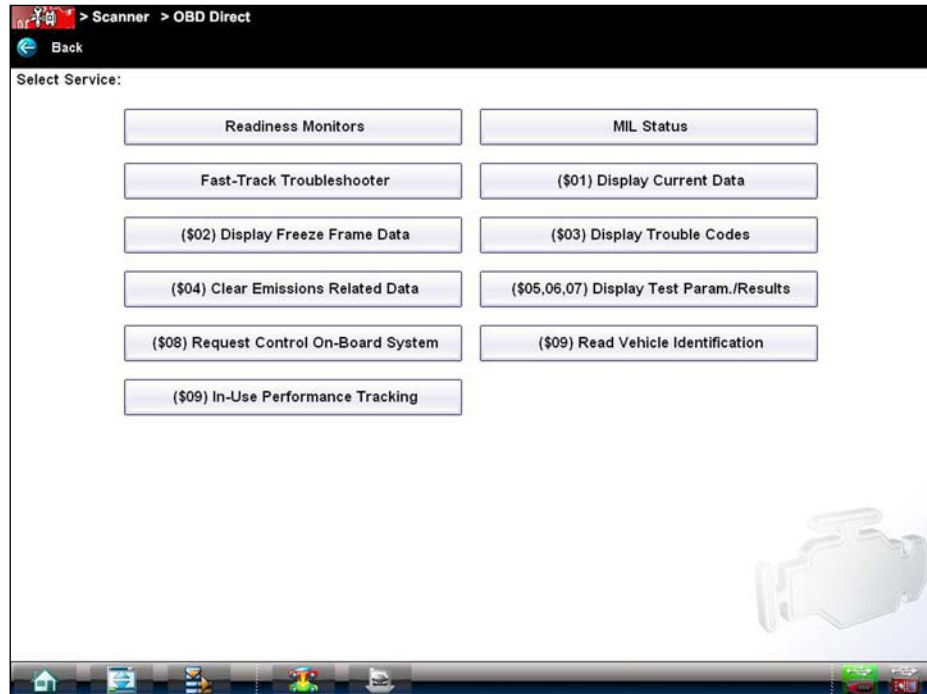 > Scanner > OBD Direct
Back
Select Service:
Readiness Monitors
MIL Status
Fast-Track Troubleshooter
($01) Display Current Data
($02) Display Freeze Frame Data
($03) Display Trouble Codes
($04) Clear Emissions Related Data
($05,06,07) Display Test Param./Results
($08) Request Control On-Board System
($09) Read Vehicle Identification
($09) In-Use Performance Tracking